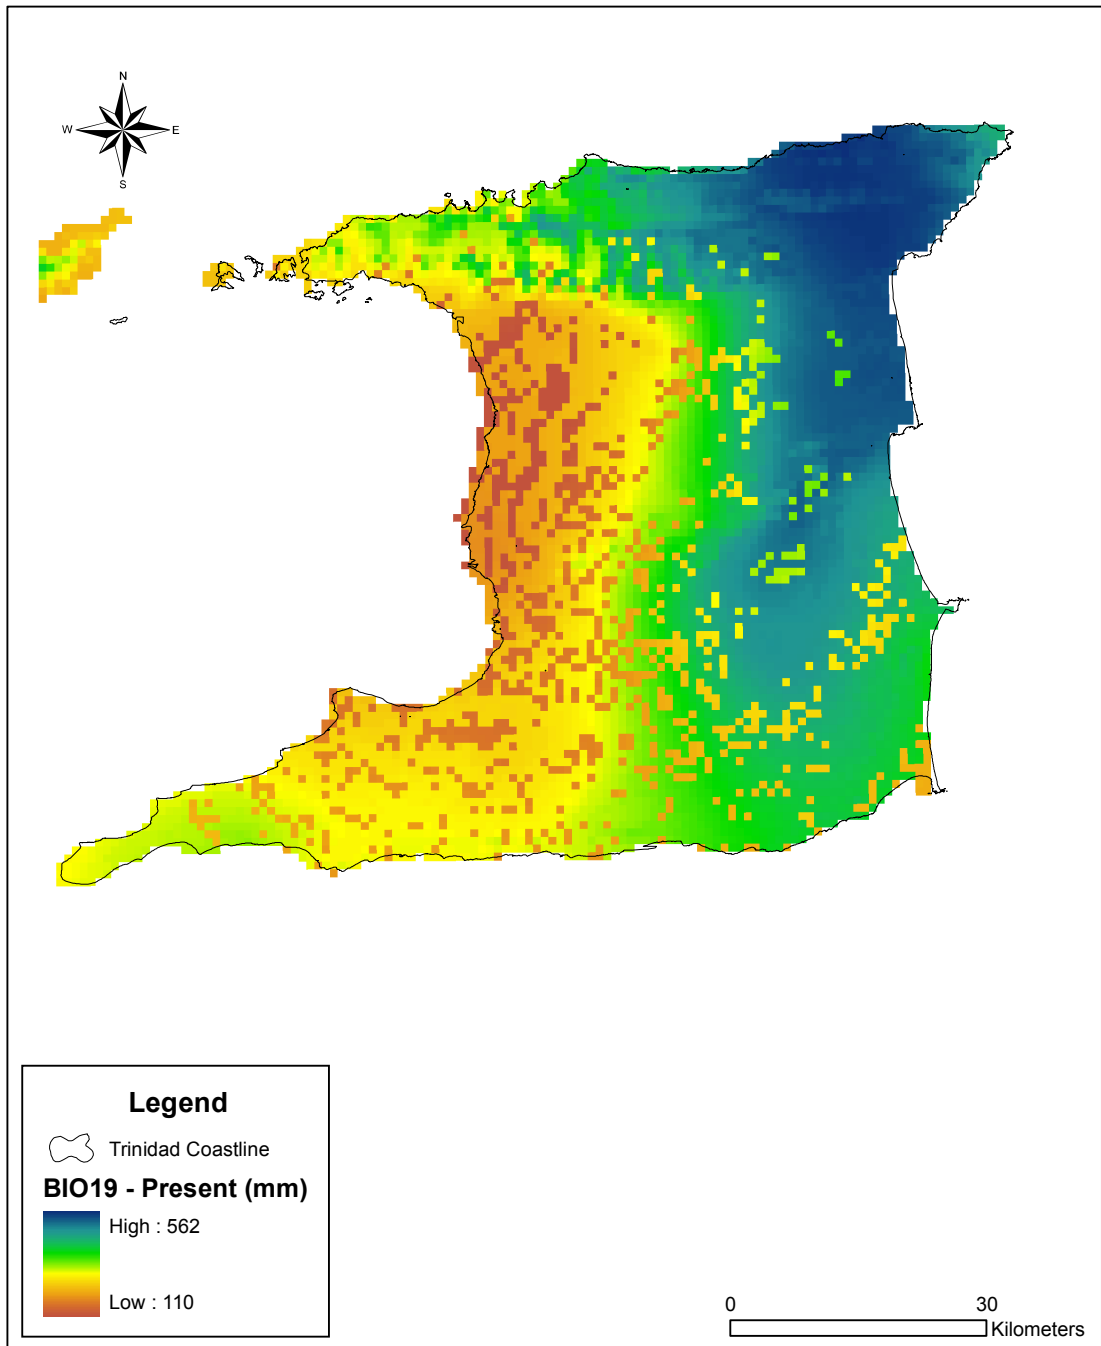 N
W E
S
Legend
Trinidad Coastline
BIO19 - Present (mm)
High : 562
Low : 110
0 30
Kilometers